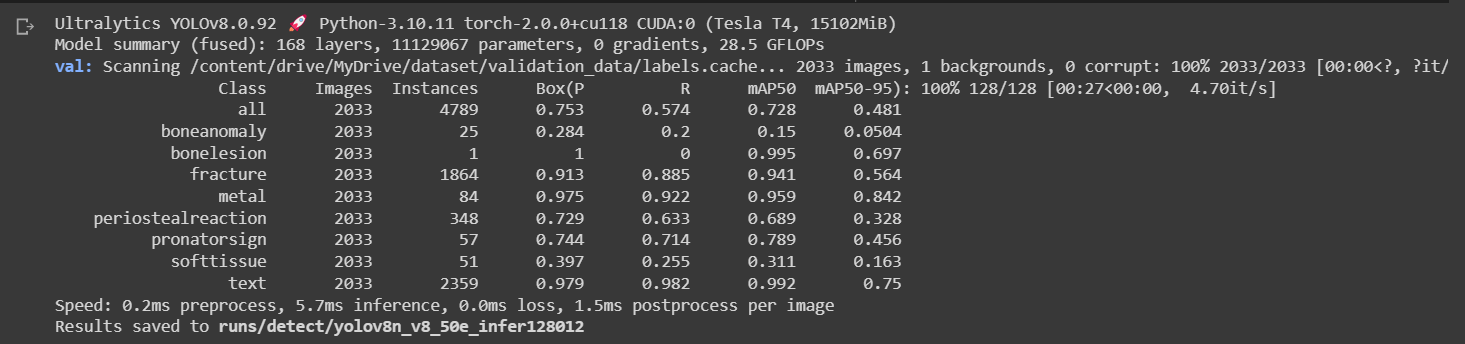 Ultralytics YOLOv8.0.92 🚀 Python-3.10.11 torch-2.0.0+cu118 CUDA:0 (Tesla T4, 15102MiB)
Model summary (fused): 168 layers, 11129067 parameters, 0 gradients, 28.5 GFLOPs
val: Scanning /content/drive/MyDrive/dataset/validation_data/labels.cache... 2033 images, 1 backgrounds, 0 corrupt: 100% 2033/2033 [00:00<?, ?it/
Class Images Instances Box(P R mAP50 mAP50-95): 100% 128/128 [00:27<00:00, 4.70it/s]
all 2033 4789 0.753 0.574 0.728 0.481
boneanomaly 2033 25 0.284 0.2 0.15 0.0504
bonelesion 2033 1 1 0 0.995 0.697
fracture 2033 1864 0.913 0.885 0.941 0.564
metal 2033 84 0.975 0.922 0.959 0.842
periostealreaction 2033 348 0.729 0.633 0.689 0.328
pronatorsign 2033 57 0.744 0.714 0.789 0.456
softtissue 2033 51 0.397 0.255 0.311 0.163
text 2033 2359 0.979 0.982 0.992 0.75
Speed: 0.2ms preprocess, 5.7ms inference, 0.0ms loss, 1.5ms postprocess per image
Results saved to runs/detect/yolov8n_v8_50e_infer128012